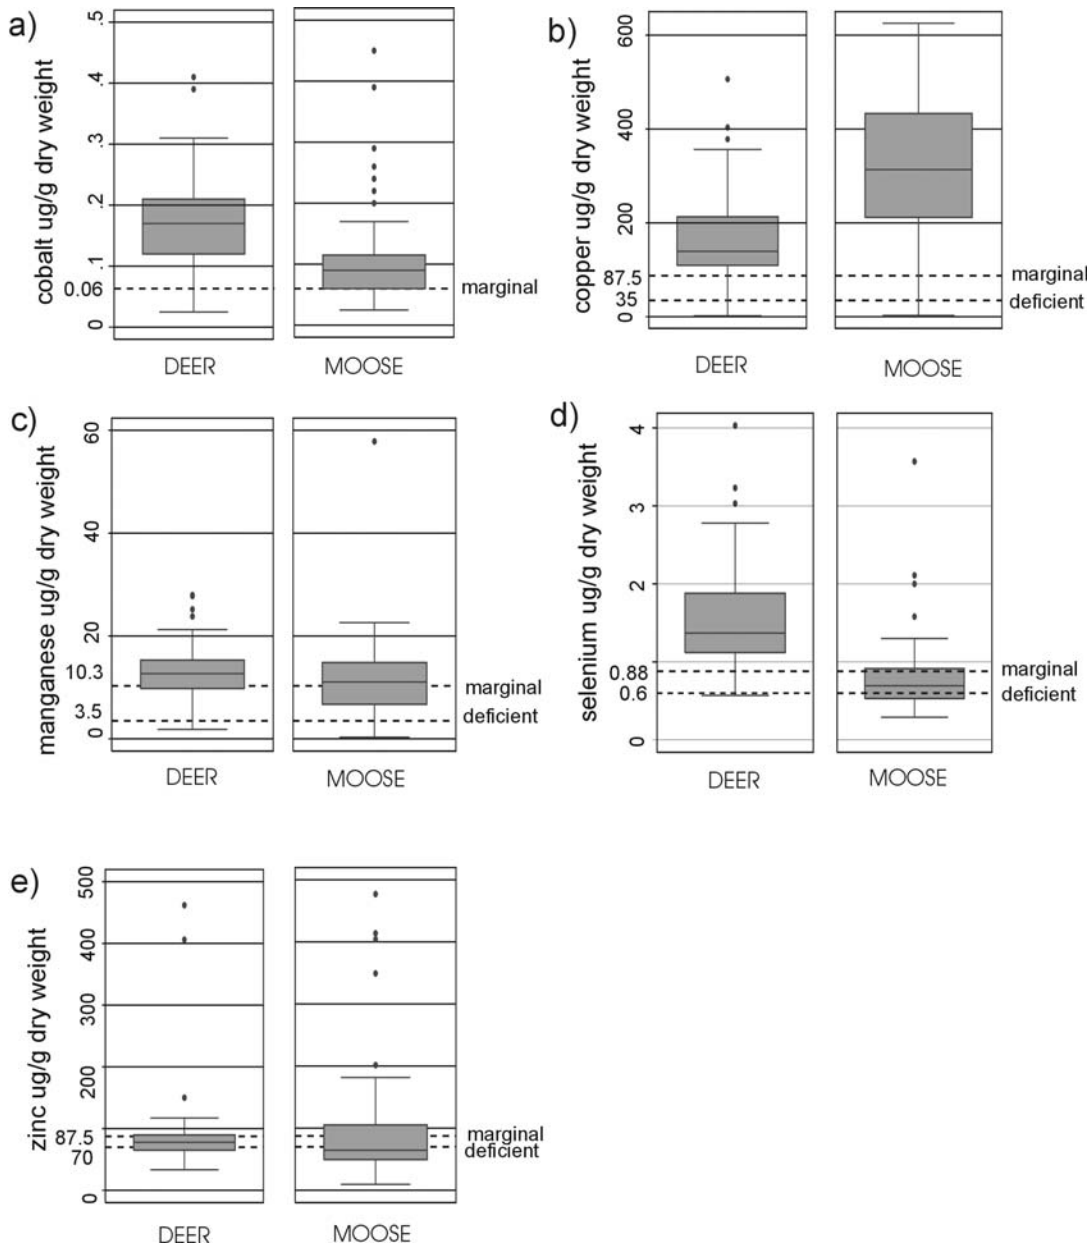 a)
cobalt ug/g dry weight
.5
.4
.3
.2
.1
0.06
0
marginal
DEER
MOOSE
b)
copper ug/g dry weight
600
400
200
87.5
35
0
marginal
deficient
DEER
MOOSE
c)
manganese ug/g dry weight
60
40
20
10.3
3.5
0
marginal
deficient
DEER
MOOSE
d)
selenium ug/g dry weight
4
3
2
0.88
0.6
0
marginal
deficient
DEER
MOOSE
e)
zinc ug/g dry weight
500
400
300
200
87.5
70
0
marginal
deficient
DEER
MOOSE